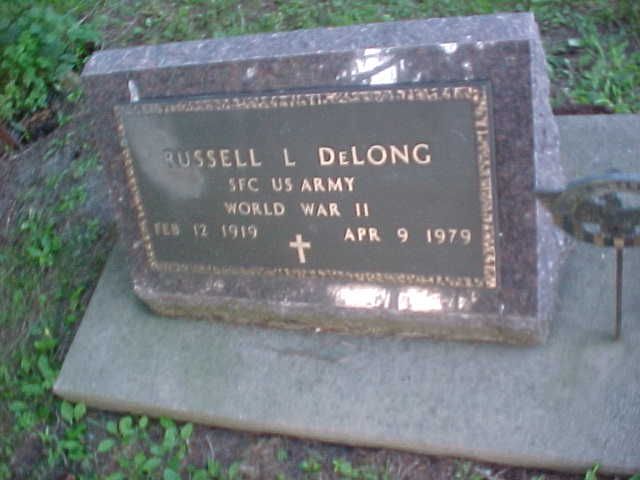 RUSSELL L DeLONG
SFC US ARMY
WORLD WAR II
FEB 12 1919 APR 9 1979